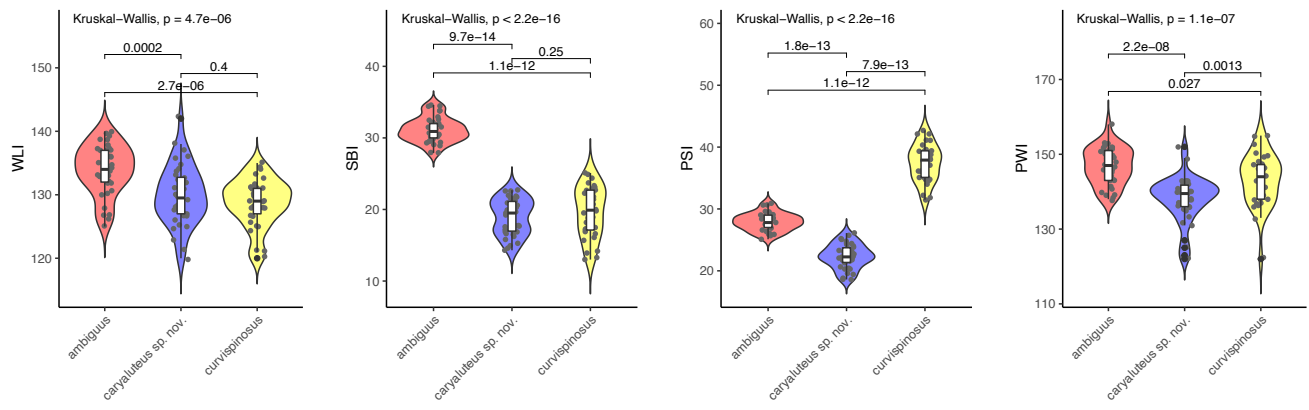 Kruskal−Wallis, p = 4.7e−06
0.0002
0.4
2.7e−06
150
140
130
120
WLI
ambiguus
caryaluteus sp. nov.
curvispinosus
Kruskal−Wallis, p < 2.2e−16
9.7e−14
0.25
1.1e−12
40
30
20
10
SBI
ambiguus
caryaluteus sp. nov.
curvispinosus
Kruskal−Wallis, p < 2.2e−16
1.8e−13
7.9e−13
1.1e−12
60
50
40
30
20
PSI
ambiguus
caryaluteus sp. nov.
curvispinosus
Kruskal−Wallis, p = 1.1e−07
2.2e−08
0.0013
0.027
170
150
130
110
PWI
ambiguus
caryaluteus sp. nov.
curvispinosus